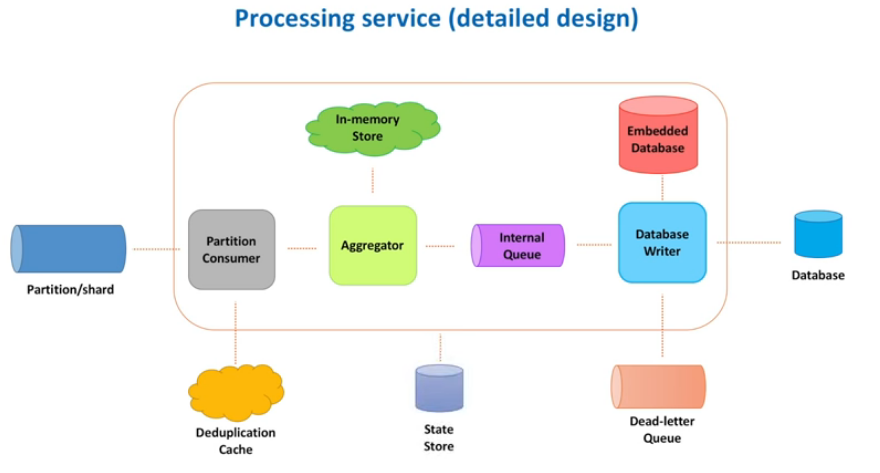 Processing service (detailed design)
In-memory
Store
Embedded
Database
Partition
Consumer
Aggregator
Internal
Queue
Database
Writer
Partition/shard
Database
Deduplication
Cache
State
Store
Dead-letter
Queue